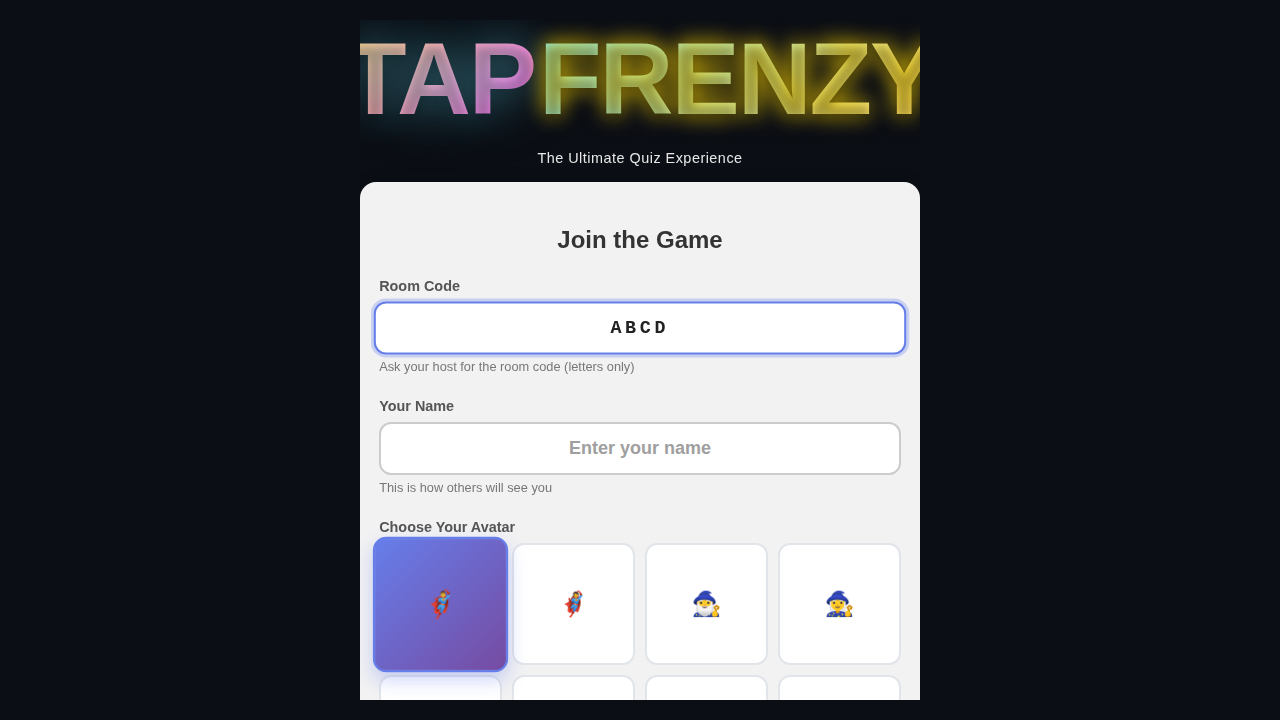 TAPFRENZY
The Ultimate Quiz Experience
Join the Game
Room Code
ABCD
Ask your host for the room code (letters only)
Your Name
Enter your name
This is how others will see you
Choose Your Avatar